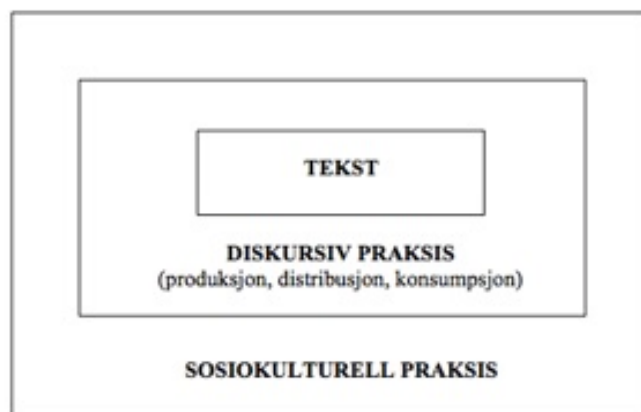 TEKST
DISKURSIV PRAKSIS
(produksjon, distribusjon, konsumpsjon)
SOSIOKULTURELL PRAKSIS